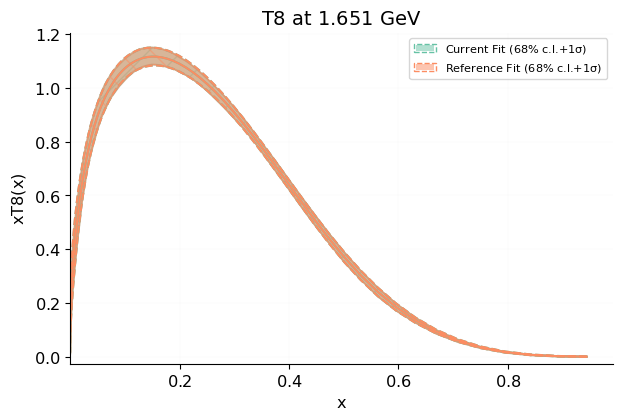 T8 at 1.651 GeV
Current Fit (68% c.l.+1σ)
Reference Fit (68% c.l.+1σ)
xT8(x)
1.2
1.0
0.8
0.6
0.4
0.2
0.0
0.2 0.4 0.6 0.8
x